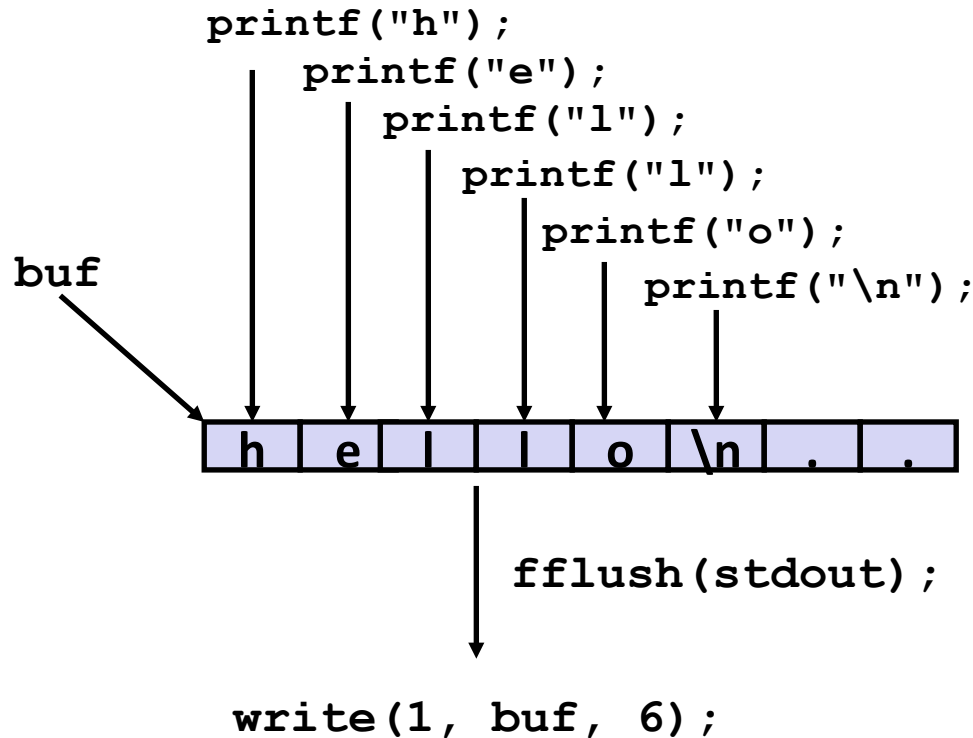 printf("h");
printf("e");
printf("l");
printf("l");
printf("o");
printf("\n");
buf
h e l l o \n . .
fflush(stdout);
write(1, buf, 6);